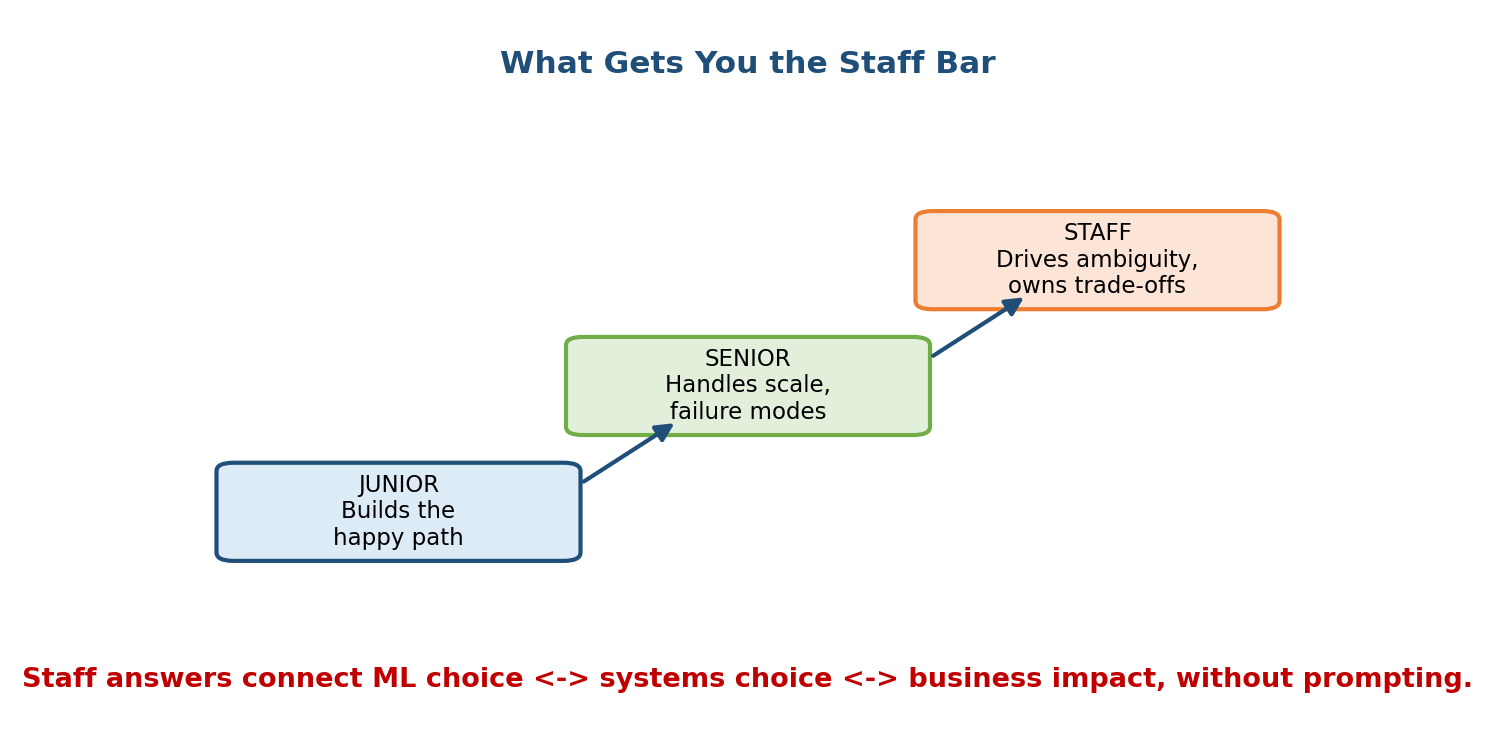 What Gets You the Staff Bar
STAFF
Drives ambiguity,
owns trade-offs
SENIOR
Handles scale,
failure modes
JUNIOR
Builds the
happy path
Staff answers connect ML choice <-> systems choice <-> business impact, without prompting.